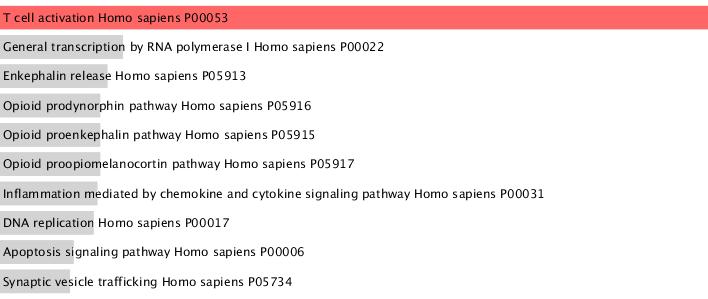 T cell activation Homo sapiens P00053
General transcription by RNA polymerase I Homo sapiens P00022
Enkephalin release Homo sapiens P05913
Opioid prodynorphin pathway Homo sapiens P05916
Opioid proenkephalin pathway Homo sapiens P05915
Opioid proopiomelanocortin pathway Homo sapiens P05917
Inflammation mediated by chemokine and cytokine signaling pathway Homo sapiens P00031
DNA replication Homo sapiens P00017
Apoptosis signaling pathway Homo sapiens P00006
Synaptic vesicle trafficking Homo sapiens P05734